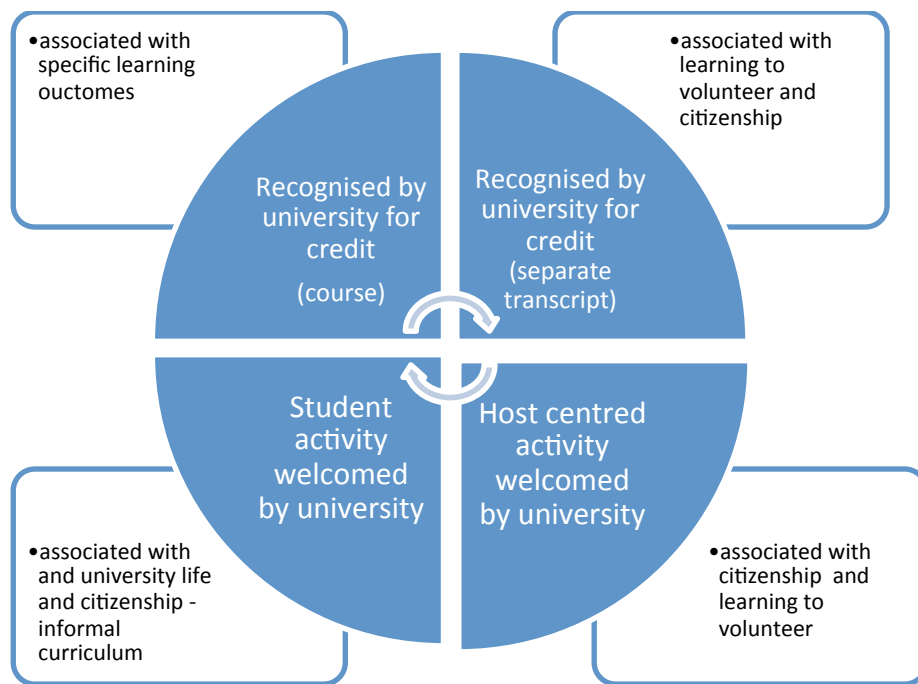 •associated with
specific learning
ouctomes
•associated with
learning to
volunteer and
citizenship
Recognised by
university for
credit
(course)
Recognised by
university for
credit
(separate
transcript)
Student
activity
welcomed
by university
Host centred
activity
welcomed
by university
•associated with
and university life
and citizenship -
informal
curriculum
•associated with
citizenship and
learning to
volunteer